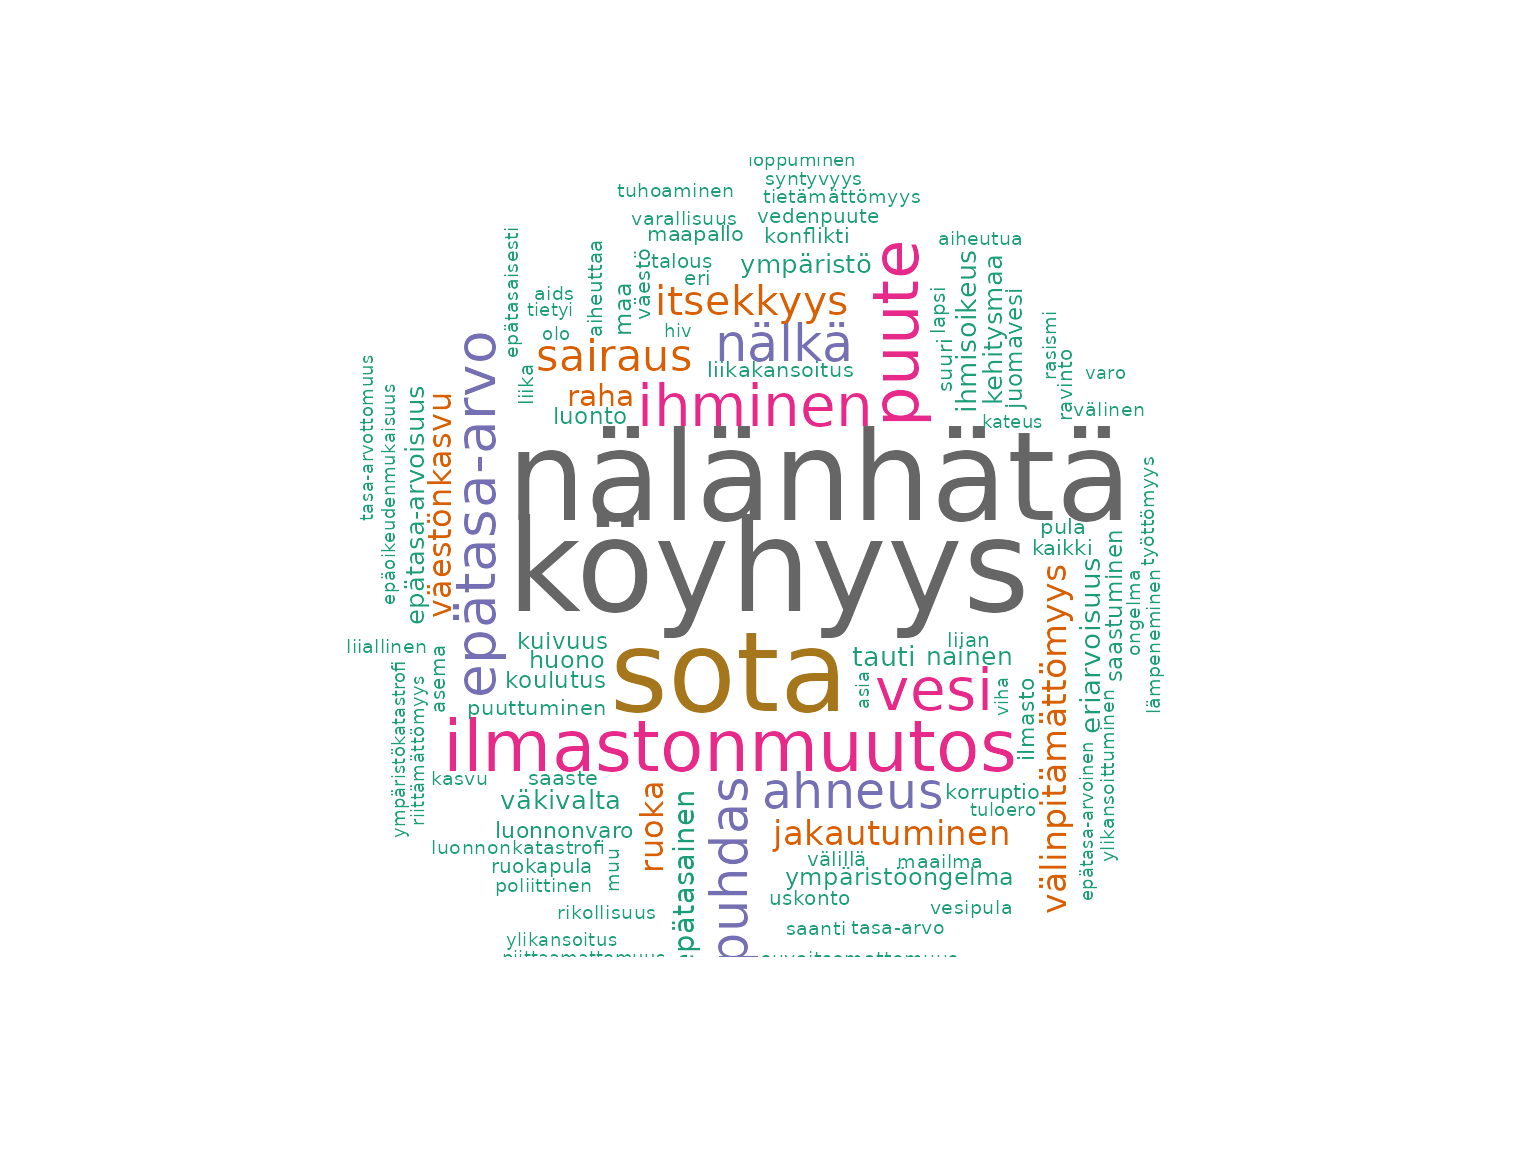 loppuminen
syntyvyys
tuhoaminen
tietämättömyys
varallisuus
vedenpuute
maapallo
konflikti
aiheutua
epätasaisesti
aiheuttaa
väestö
talous
ympäristö
puute
ihmisoikeus
kehitysmaa
eri
aids
maa
itsekkyys
lapsi
juomavesi
tietyi
olo
hiv
nälkä
suuri
rasismi
sairaus
liikakansoitus
ravinto
varo
liika
raha
ihminen
luonto
kateus
välinen
tasa-arvottomuus
epäoikeudenmukaisuus
epätasa-arvoisuus
väestönkasvu
epätasa-arvo
nälänhätä
köyhyys
pula
kaikki
työttömyys
saastuminen
eriarvoisuus
välinpitämättömyys
ongelma
lämpeneminen
liiallinen
kuivuus
huono
koulutus
sota
tauti
lijan
nainen
asema
asia
vesi
viha
ilmasto
puuttuminen
ympäristökatastrofi
riittämättömyys
ilmastonmuutos
ylikansoittuminen
epätasa-arvoinen
kasvu
saaste
väkivalta
ruoka
epätasainen
puhdas
ahneus
korruptio
tuloero
luonnonvaro
jakautuminen
luonnonkatastrofi
ruokapula
muu
välillä
maailma
poliittinen
ympäristöongelma
uskonto
rikollisuus
vesipula
saanti
tasa-arvo
ylikansoitus
piittaamattomuus